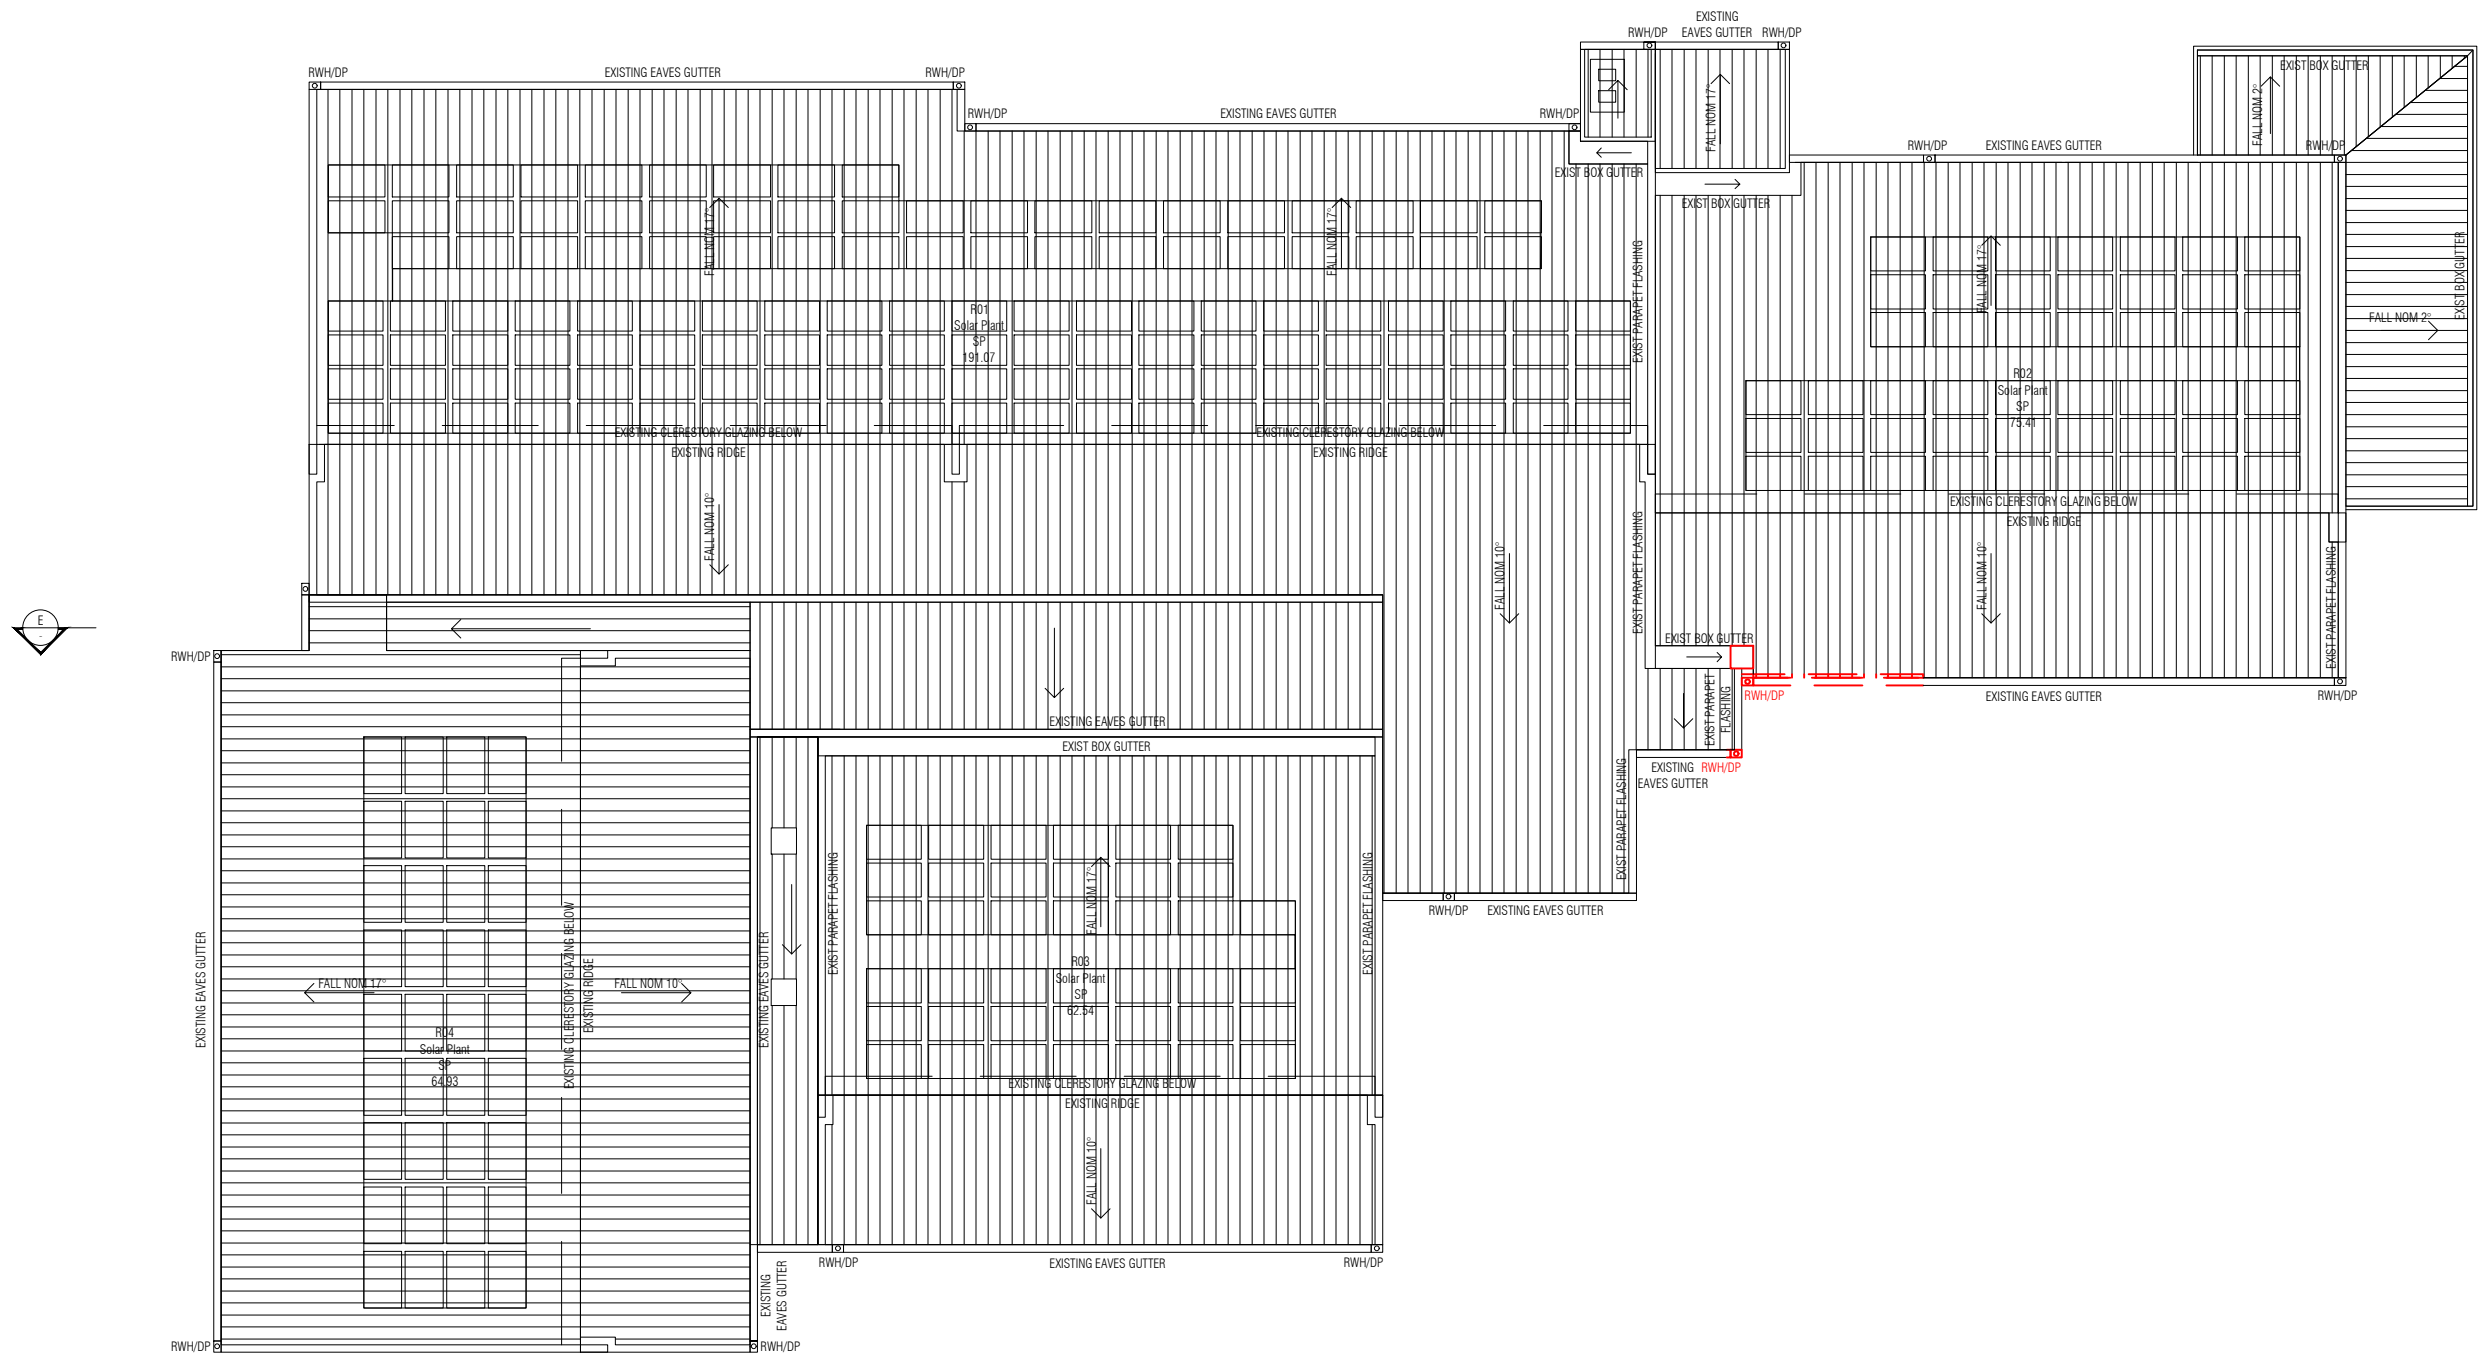 EXISTING
EAVES GUTTER
RWH/DP
RWH/DP
RWH/DP
EXISTING EAVES GUTTER
RWH/DP
EXIST BOX GUTTER
RWH/DP
EXISTING EAVES GUTTER
RWH/DP
FALL NOM 17°
FALL NOM 2°
RWH/DP
EXISTING EAVES GUTTER
RWH/DP
EXIST BOX GUTTER
EXIST BOX GUTTER
FALL NOM 17°
FALL NOM 17°
EXIST PARAPET FLASHING
FALL NOM 17°
EXIST BOX GUTTER
FALL NOM 2°
R01
Solar Plant
SP
191.07
R02
Solar Plant
SP
75.41
EXISTING CLERESTORY GLAZING BELOW
EXISTING CLERESTORY GLAZING BELOW
EXISTING RIDGE
EXISTING RIDGE
EXISTING CLERESTORY GLAZING BELOW
EXISTING RIDGE
FALL NOM 10°
FALL NOM 10°
EXIST PARAPET FLASHING
FALL NOM 10°
EXIST PARAPET FLASHING
E
-
EXIST BOX GUTTER
RWH/DP
RWH/DP
EXISTING EAVES GUTTER
RWH/DP
EXIST PARAPET
FLASHING
EXISTING EAVES GUTTER
EXIST BOX GUTTER
EXISTING
EAVES GUTTER
RWH/DP
EXIST PARAPET FLASHING
EXIST PARAPET FLASHING
EXIST PARAPET FLASHING
FALL NOM 17°
RWH/DP
EXISTING EAVES GUTTER
EXISTING EAVES GUTTER
FALL NOM 17°
EXISTING CLERESTORY GLAZING BELOW
EXISTING RIDGE
FALL NOM 10°
EXISTING EAVES GUTTER
R03
Solar Plant
SP
62.54
R04
Solar Plant
SP
64.93
EXISTING CLERESTORY GLAZING BELOW
EXISTING RIDGE
FALL NOM 10°
RWH/DP
EXISTING EAVES GUTTER
RWH/DP
EXISTING
EAVES GUTTER
RWH/DP
RWH/DP